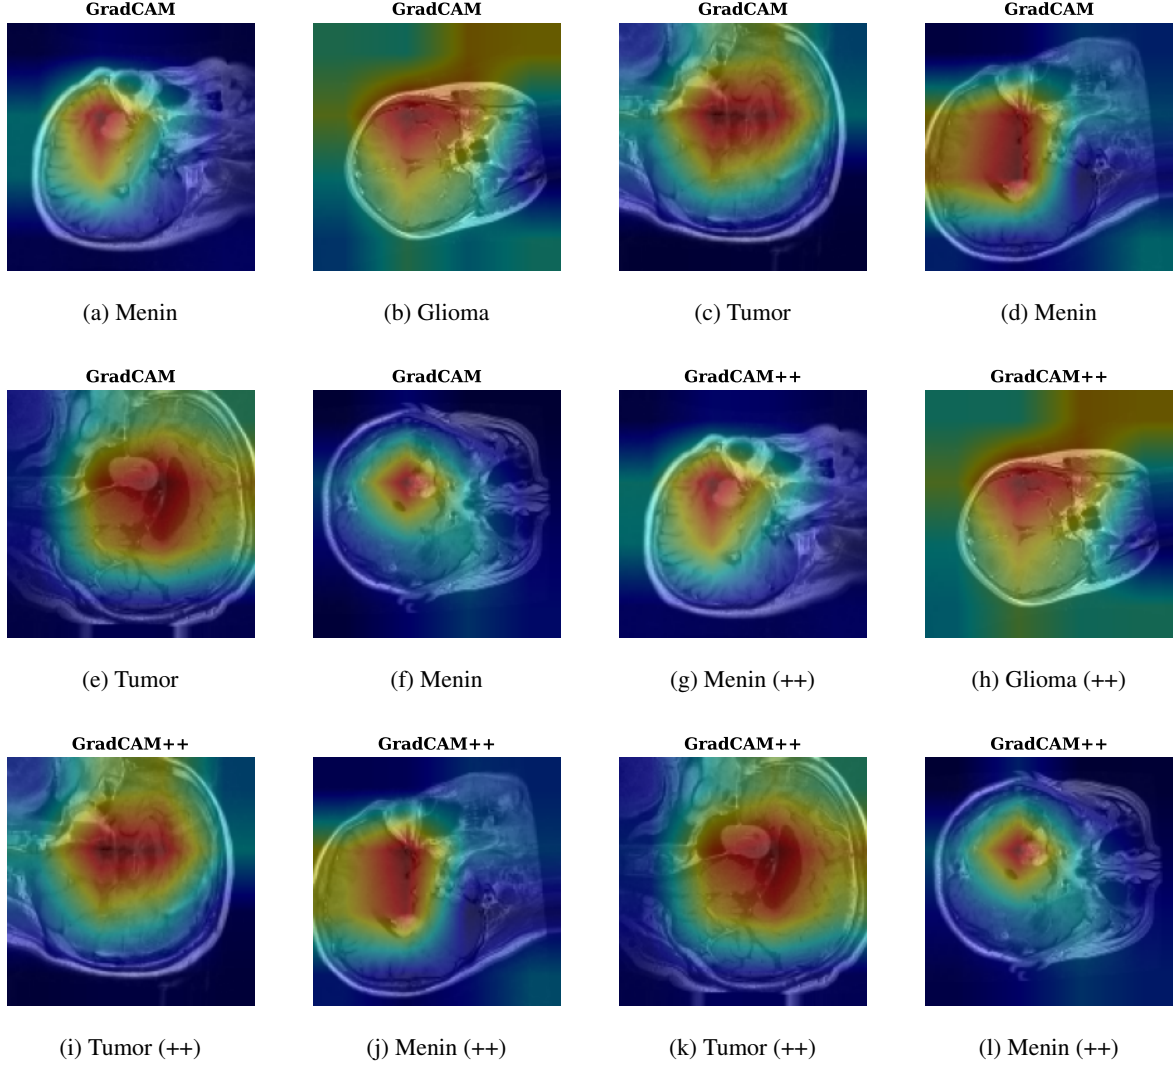 GradCAM GradCAM GradCAM GradCAM
(a) Menin (b) Glioma (c) Tumor (d) Menin
GradCAM GradCAM GradCAM++ GradCAM++
(e) Tumor (f) Menin (g) Menin (++) (h) Glioma (++)
GradCAM++ GradCAM++ GradCAM++ GradCAM++
(i) Tumor (++) (j) Menin (++) (k) Tumor (++) (l) Menin (++)